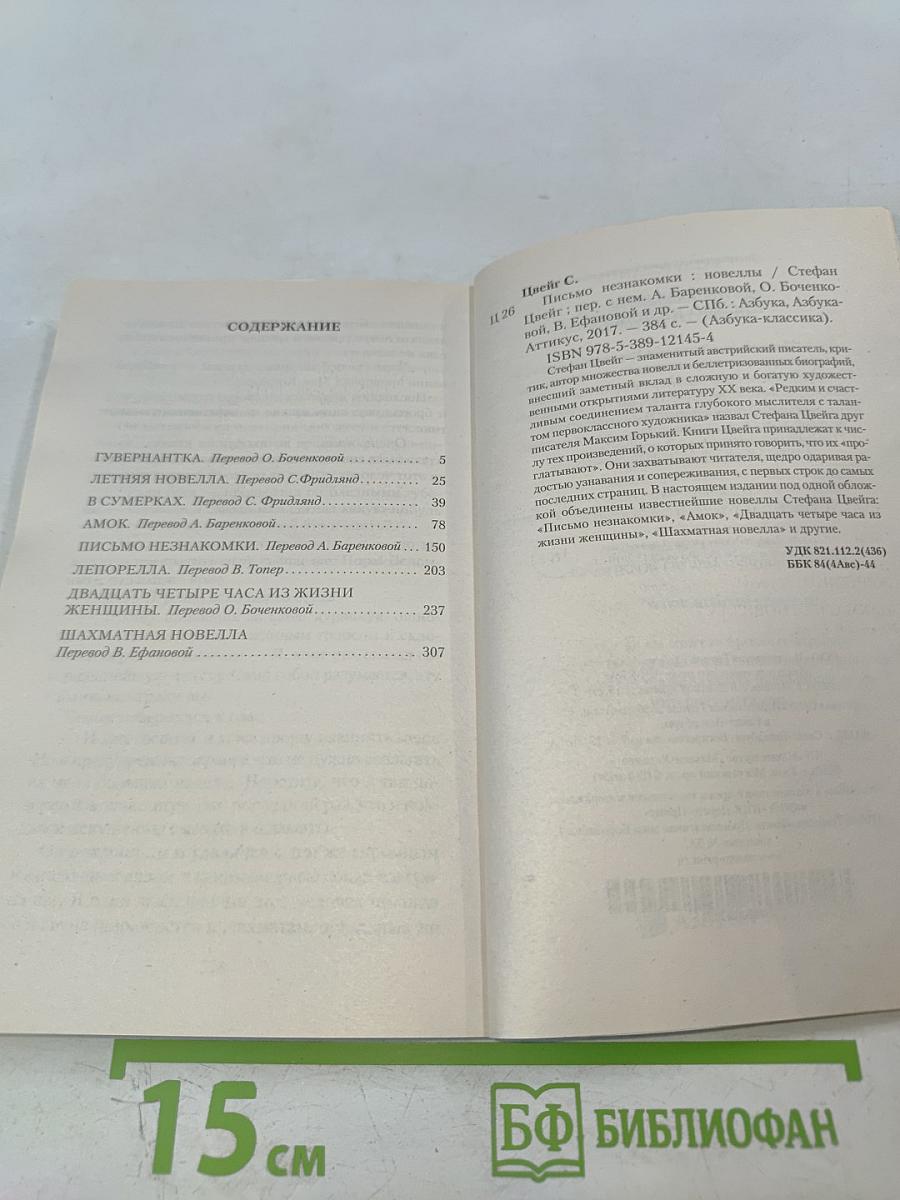 СОДЕРЖАНИЕ
ГУВЕРНАНТКА. Перевод О. Боченковой ............ 5
ЛЕТНЯЯ НОВЕЛЛА. Перевод С.Фридлянд .......... 25
В СУМЕРКАХ. Перевод С. Фридлянд ................ 39
АМОК. Перевод А. Баренковой ...................... 78
ПИСЬМО НЕЗНАКОМКИ. Перевод А. Баренковой ... 150
ЛЕПОРЕЛЛА. Перевод В. Топер .................... 203
ДВАДЦАТЬ ЧЕТЫРЕ ЧАСА ИЗ ЖИЗНИ
ЖЕНЩИНЫ. Перевод О. Боченковой ................ 237
ШАХМАТНАЯ НОВЕЛЛА
Перевод В. Ефановой ................................ 307
Цвейг С.
Ц 26 Письмо незнакомки : новеллы / Стефан
Цвейг ; пер. с нем. А. Баренковой, О. Боченко-
вой, В. Ефановой и др. — СПб. : Азбука, Азбука-
Аттикус, 2017. — 384 с. — (Азбука-классика).
ISBN 978-5-389-12145-4
Стефан Цвейг — знаменитый австрийский писатель, кри-
тик, автор множества новелл и беллетризованных биографий,
внесший заметный вклад в сложную и богатую художест-
венными открытиями литературу XX века. «Редким и счаст-
ливым соединением таланта глубокого мыслителя с талан-
том первоклассного художника» назвал Стефана Цвейга друг
писателя Максим Горький. Книги Цвейга принадлежат к чис-
лу тех произведений, о которых принято говорить, что их «про-
глатывают». Они захватывают читателя, щедро одаривая ра-
достью узнавания и сопереживания, с первых строк до самых
последних страниц. В настоящем издании под одной облож-
кой объединены известнейшие новеллы Стефана Цвейга:
«Письмо незнакомки», «Амок», «Двадцать четыре часа из
жизни женщины», «Шахматная новелла» и другие.
УДК 821.112.2(436)
ББК 84(4Авс)-44
15 см
БФ БИБЛИОФАН